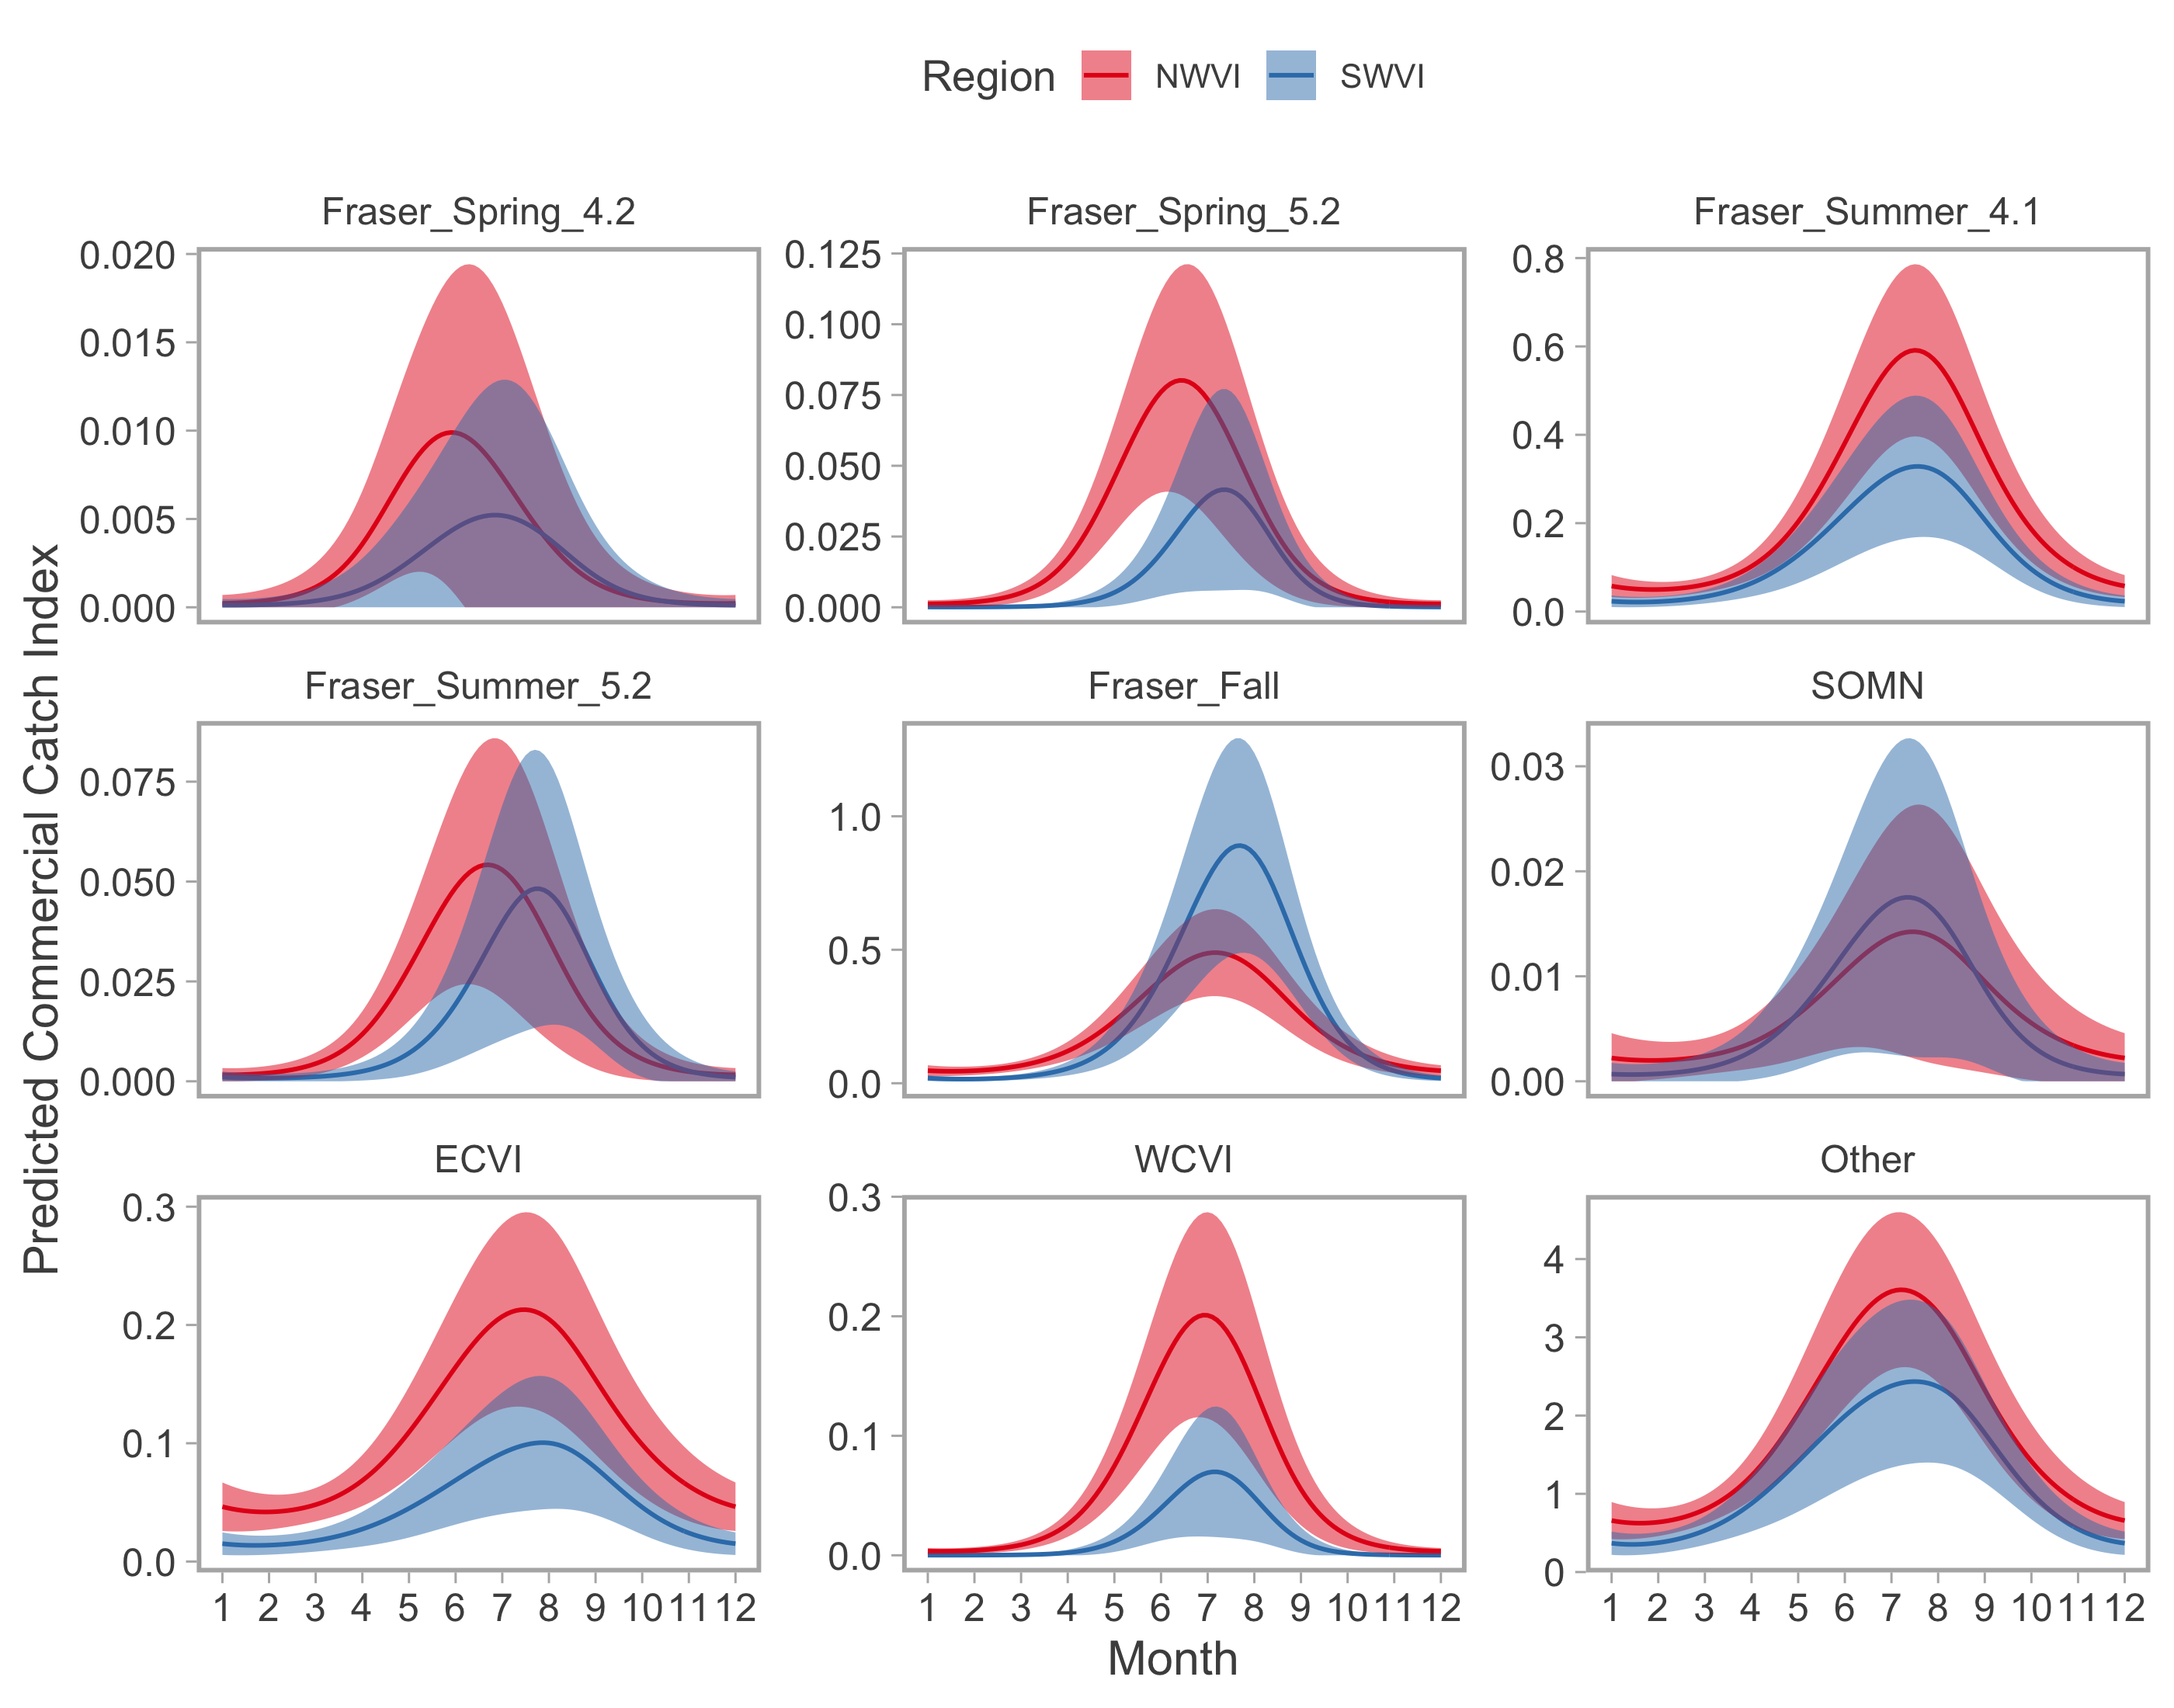 Region NWVI SWVI
Fraser_Spring_4.2 Fraser_Spring_5.2 Fraser_Summer_4.1
0.020 0.125 0.8
0.015 0.100 0.6
0.010 0.075 0.4
0.005 0.050 0.2
0.000 0.025 0.0
0.000
Fraser_Summer_5.2 Fraser_Fall SOMN
0.075 1.0 0.03
0.050 0.5 0.02
0.025 0.0 0.01
0.000 0.00
ECVI WCVI Other
0.3 0.3 4
0.2 0.2 3
0.1 0.1 2
0.0 0.0 1
0
1 2 3 4 5 6 7 8 9 10 11 12 1 2 3 4 5 6 7 8 9 10 11 12 1 2 3 4 5 6 7 8 9 10 11 12
Month
Predicted Commercial Catch Index